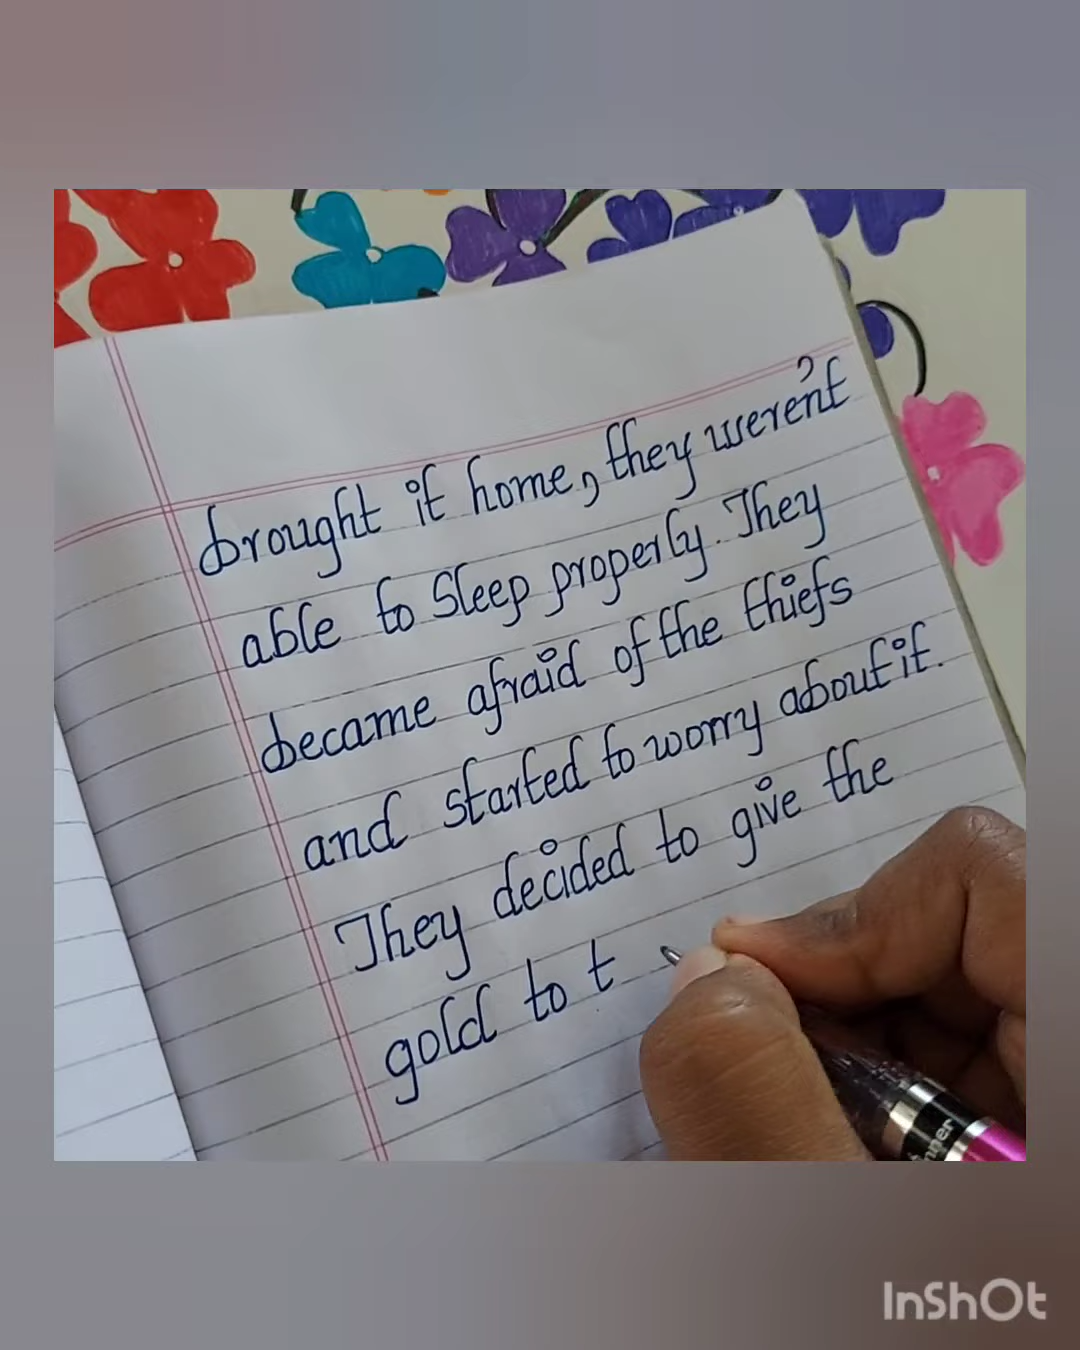 brought it home, they weren't
able to Sleep properly. They
became afraid of the thiefs
and started to worry about it.
They decided to give the
gold to t
InShOt